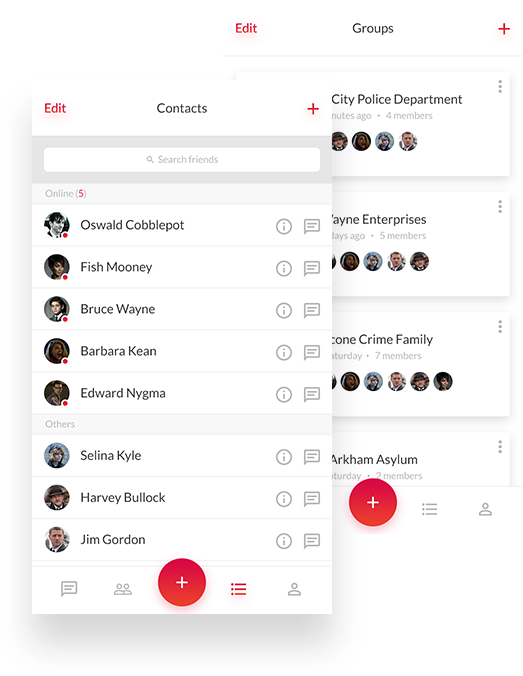 Edit
Groups
+
City Police Department
nutes ago • 4 members
ayne Enterprises
days ago • 5 members
cone Crime Family
turday • 7 members
Arkham Asylum
turday • 2 members
Edit
Contacts
+
Search friends
Online (5)
Oswald Cobblepot
Fish Mooney
Bruce Wayne
Barbara Kean
Edward Nygma
Others
Selina Kyle
Harvey Bullock
Jim Gordon